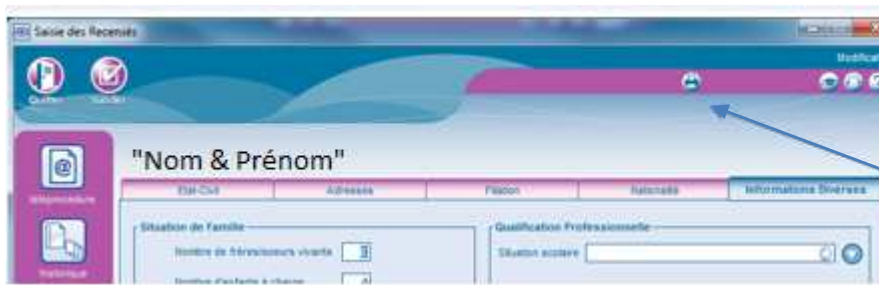 Saisie des Recensés
Modificat
Quitter
Valider
"Nom & Prénom"
Etat-Civil
Adresses
Filiation
Nationalité
Informations Diverses
téléprocédure
historique
Situation de Famille
Nombre de frères/soeurs vivants
Nombre d'enfants à charge
Qualification Professionnelle
Situation scolaire